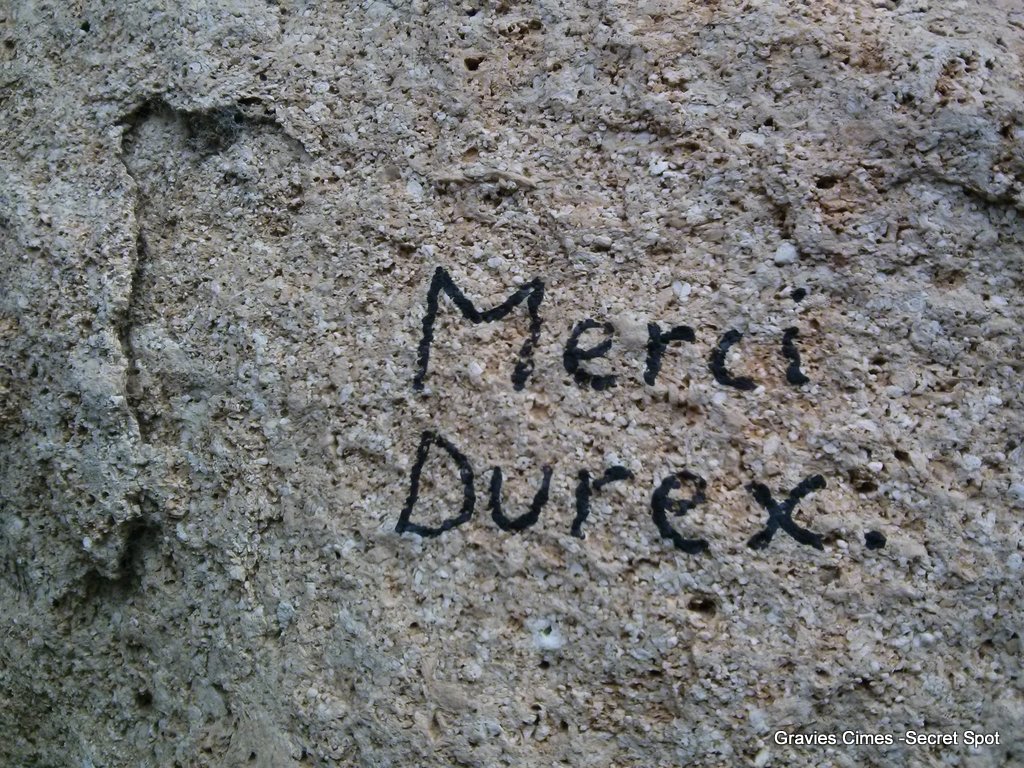 Merci
Durex.
Gravies Cimes -Secret Spot